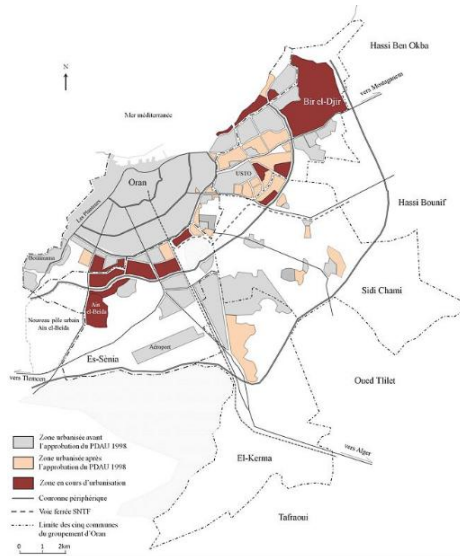 Hassi Ben Okba
N
vers Mostaganem
Bir el-Djir
Mer méditerranée
USTO
Oran
Les Planteurs
Hassi Bounif
Bouisseville
Sidi Chami
Ain
el-Beïda
Nouveau pôle urbain
Ain el-Beïda
Es-Sénia
Aéroport
vers Tlemcen
Oued Tlilet
vers Alger
El-Kerma
Tafraoui
Zone urbanisée avant
l'approbation du PDAU 1998
Zone urbanisée après
l'approbation du PDAU 1998
Zone en cours d'urbanisation
Couronne périphérique
Voie ferrée SNTF
Limite des cinq communes
du groupement d'Oran
0 1 2km